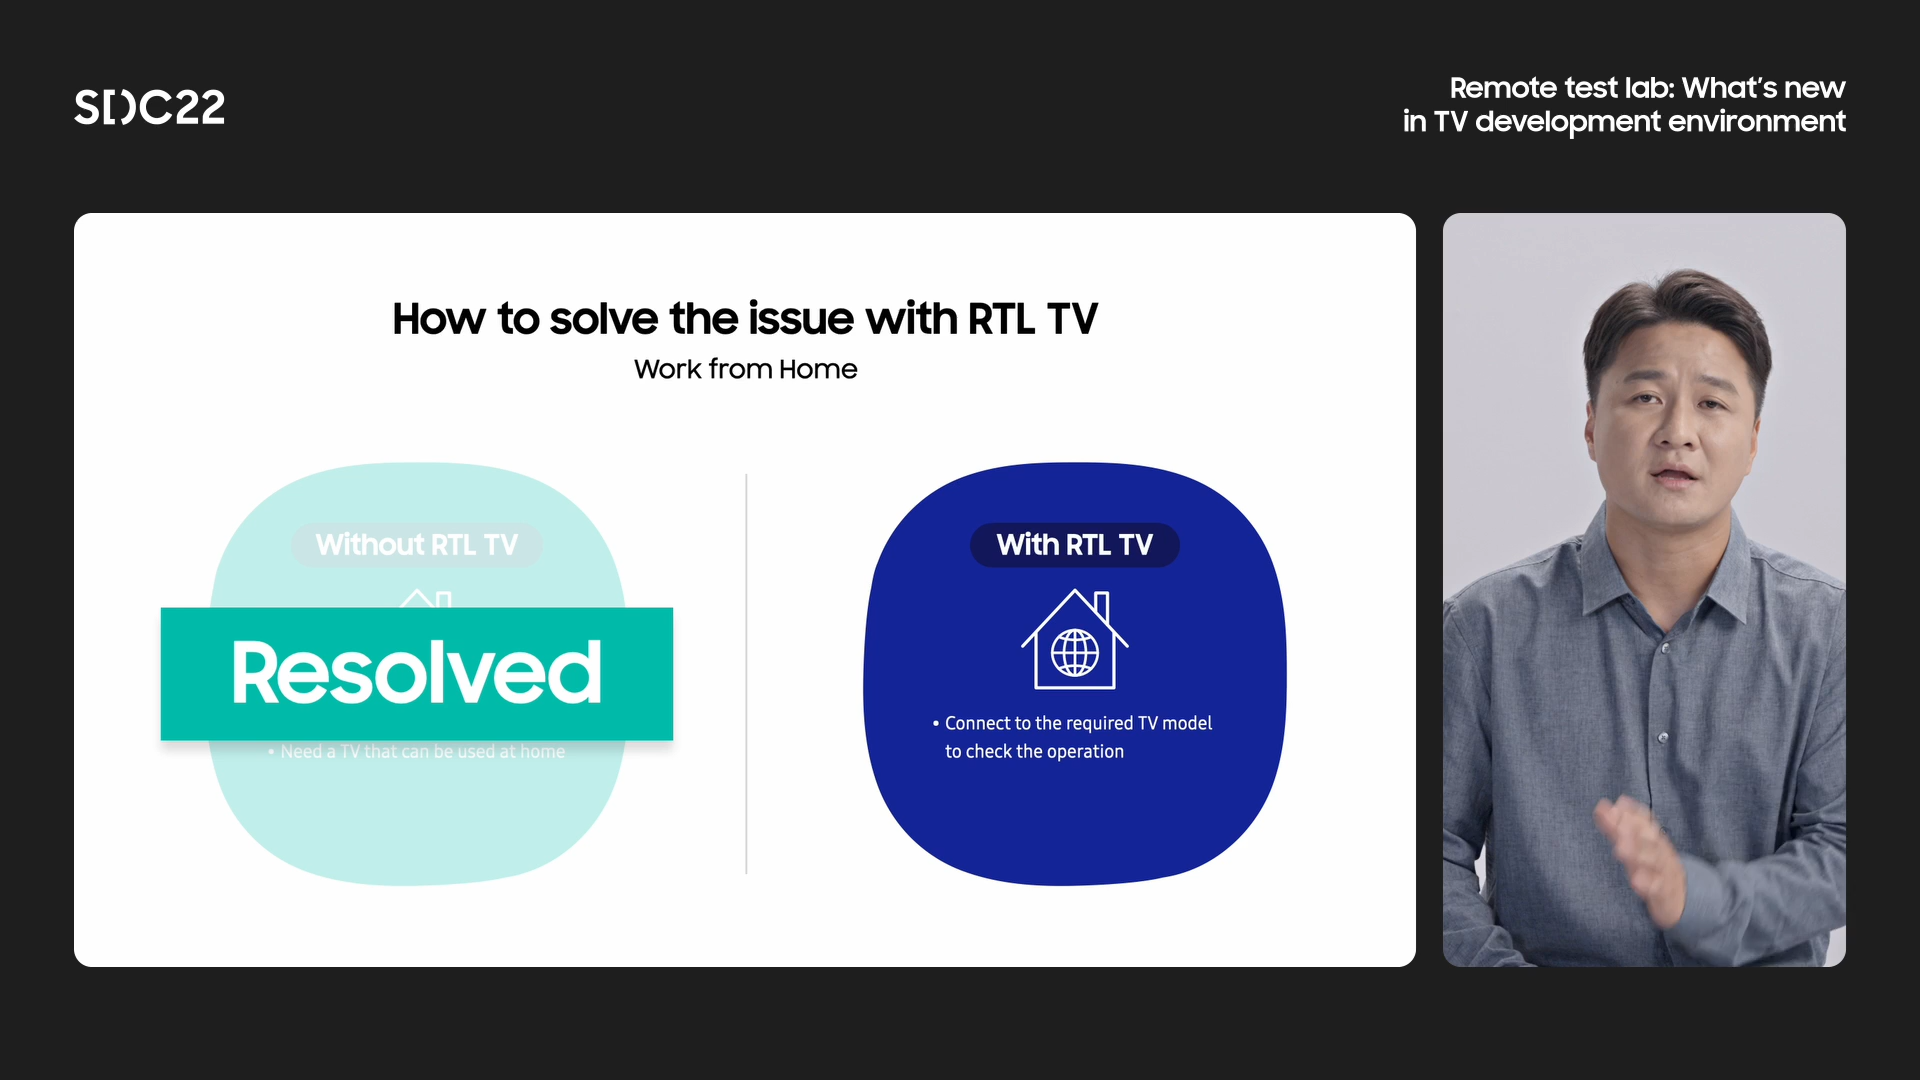 SDC22
Remote test lab: What's new
in TV development environment
How to solve the issue with RTL TV
Work from Home
Without RTL TV
Resolved
• Need a TV that can be used at home
With RTL TV
• Connect to the required TV model
to check the operation